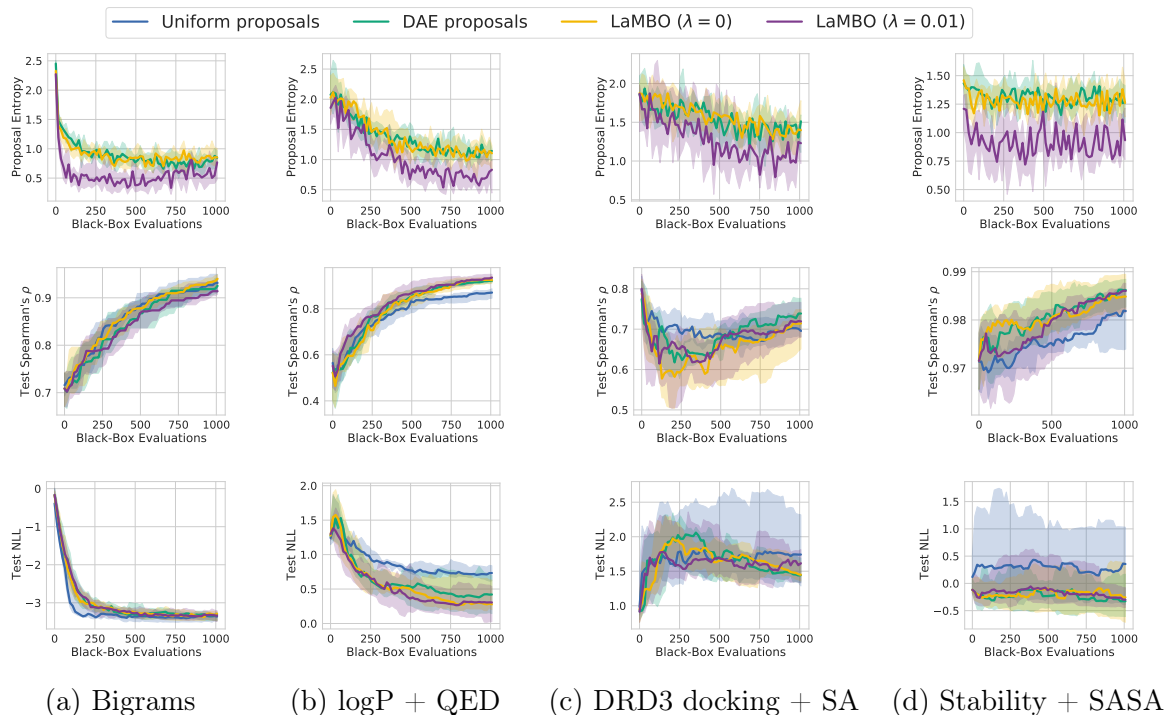 Uniform proposals DAE proposals LaMBO (λ = 0) LaMBO (λ = 0.01)
Proposal Entropy
2.5
2.0
1.5
1.0
0.5
0 250 500 750 1000
Black-Box Evaluations
Proposal Entropy
2.5
2.0
1.5
1.0
0.5
0 250 500 750 1000
Black-Box Evaluations
Proposal Entropy
2.0
1.5
1.0
0.5
0 250 500 750 1000
Black-Box Evaluations
Proposal Entropy
1.50
1.25
1.00
0.75
0.50
0 250 500 750 1000
Black-Box Evaluations
Test Spearman's ρ
0.9
0.8
0.7
0 250 500 750 1000
Black-Box Evaluations
Test Spearman's ρ
0.8
0.6
0.4
0 250 500 750 1000
Black-Box Evaluations
Test Spearman's ρ
0.8
0.7
0.6
0.5
0 250 500 750 1000
Black-Box Evaluations
Test Spearman's ρ
0.99
0.98
0.97
0 250 500 750 1000
Black-Box Evaluations
Test NLL
0
−1
−2
−3
0 250 500 750 1000
Black-Box Evaluations
Test NLL
2.0
1.5
1.0
0.5
0.0
0 250 500 750 1000
Black-Box Evaluations
Test NLL
2.5
2.0
1.5
1.0
0 250 500 750 1000
Black-Box Evaluations
Test NLL
1.5
1.0
0.5
0.0
−0.5
0 250 500 750 1000
Black-Box Evaluations
(a) Bigrams (b) logP + QED (c) DRD3 docking + SA (d) Stability + SASA